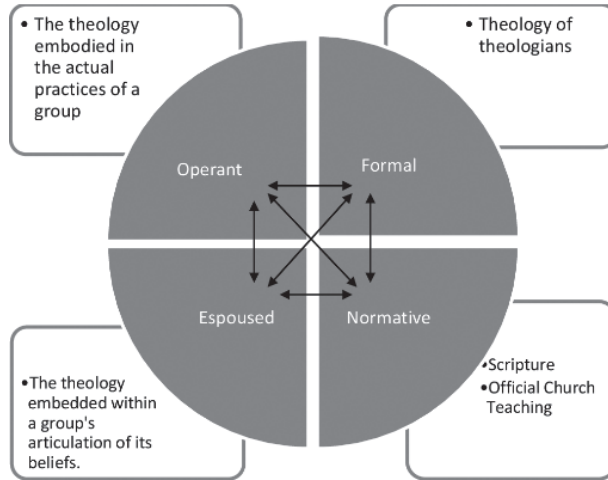 • The theology
embodied in
the actual
practices of a
group
• Theology of
theologians
Operant
Formal
Espoused
Normative
•The theology
embedded within
a group's
articulation of its
beliefs.
•Scripture
•Official Church
Teaching